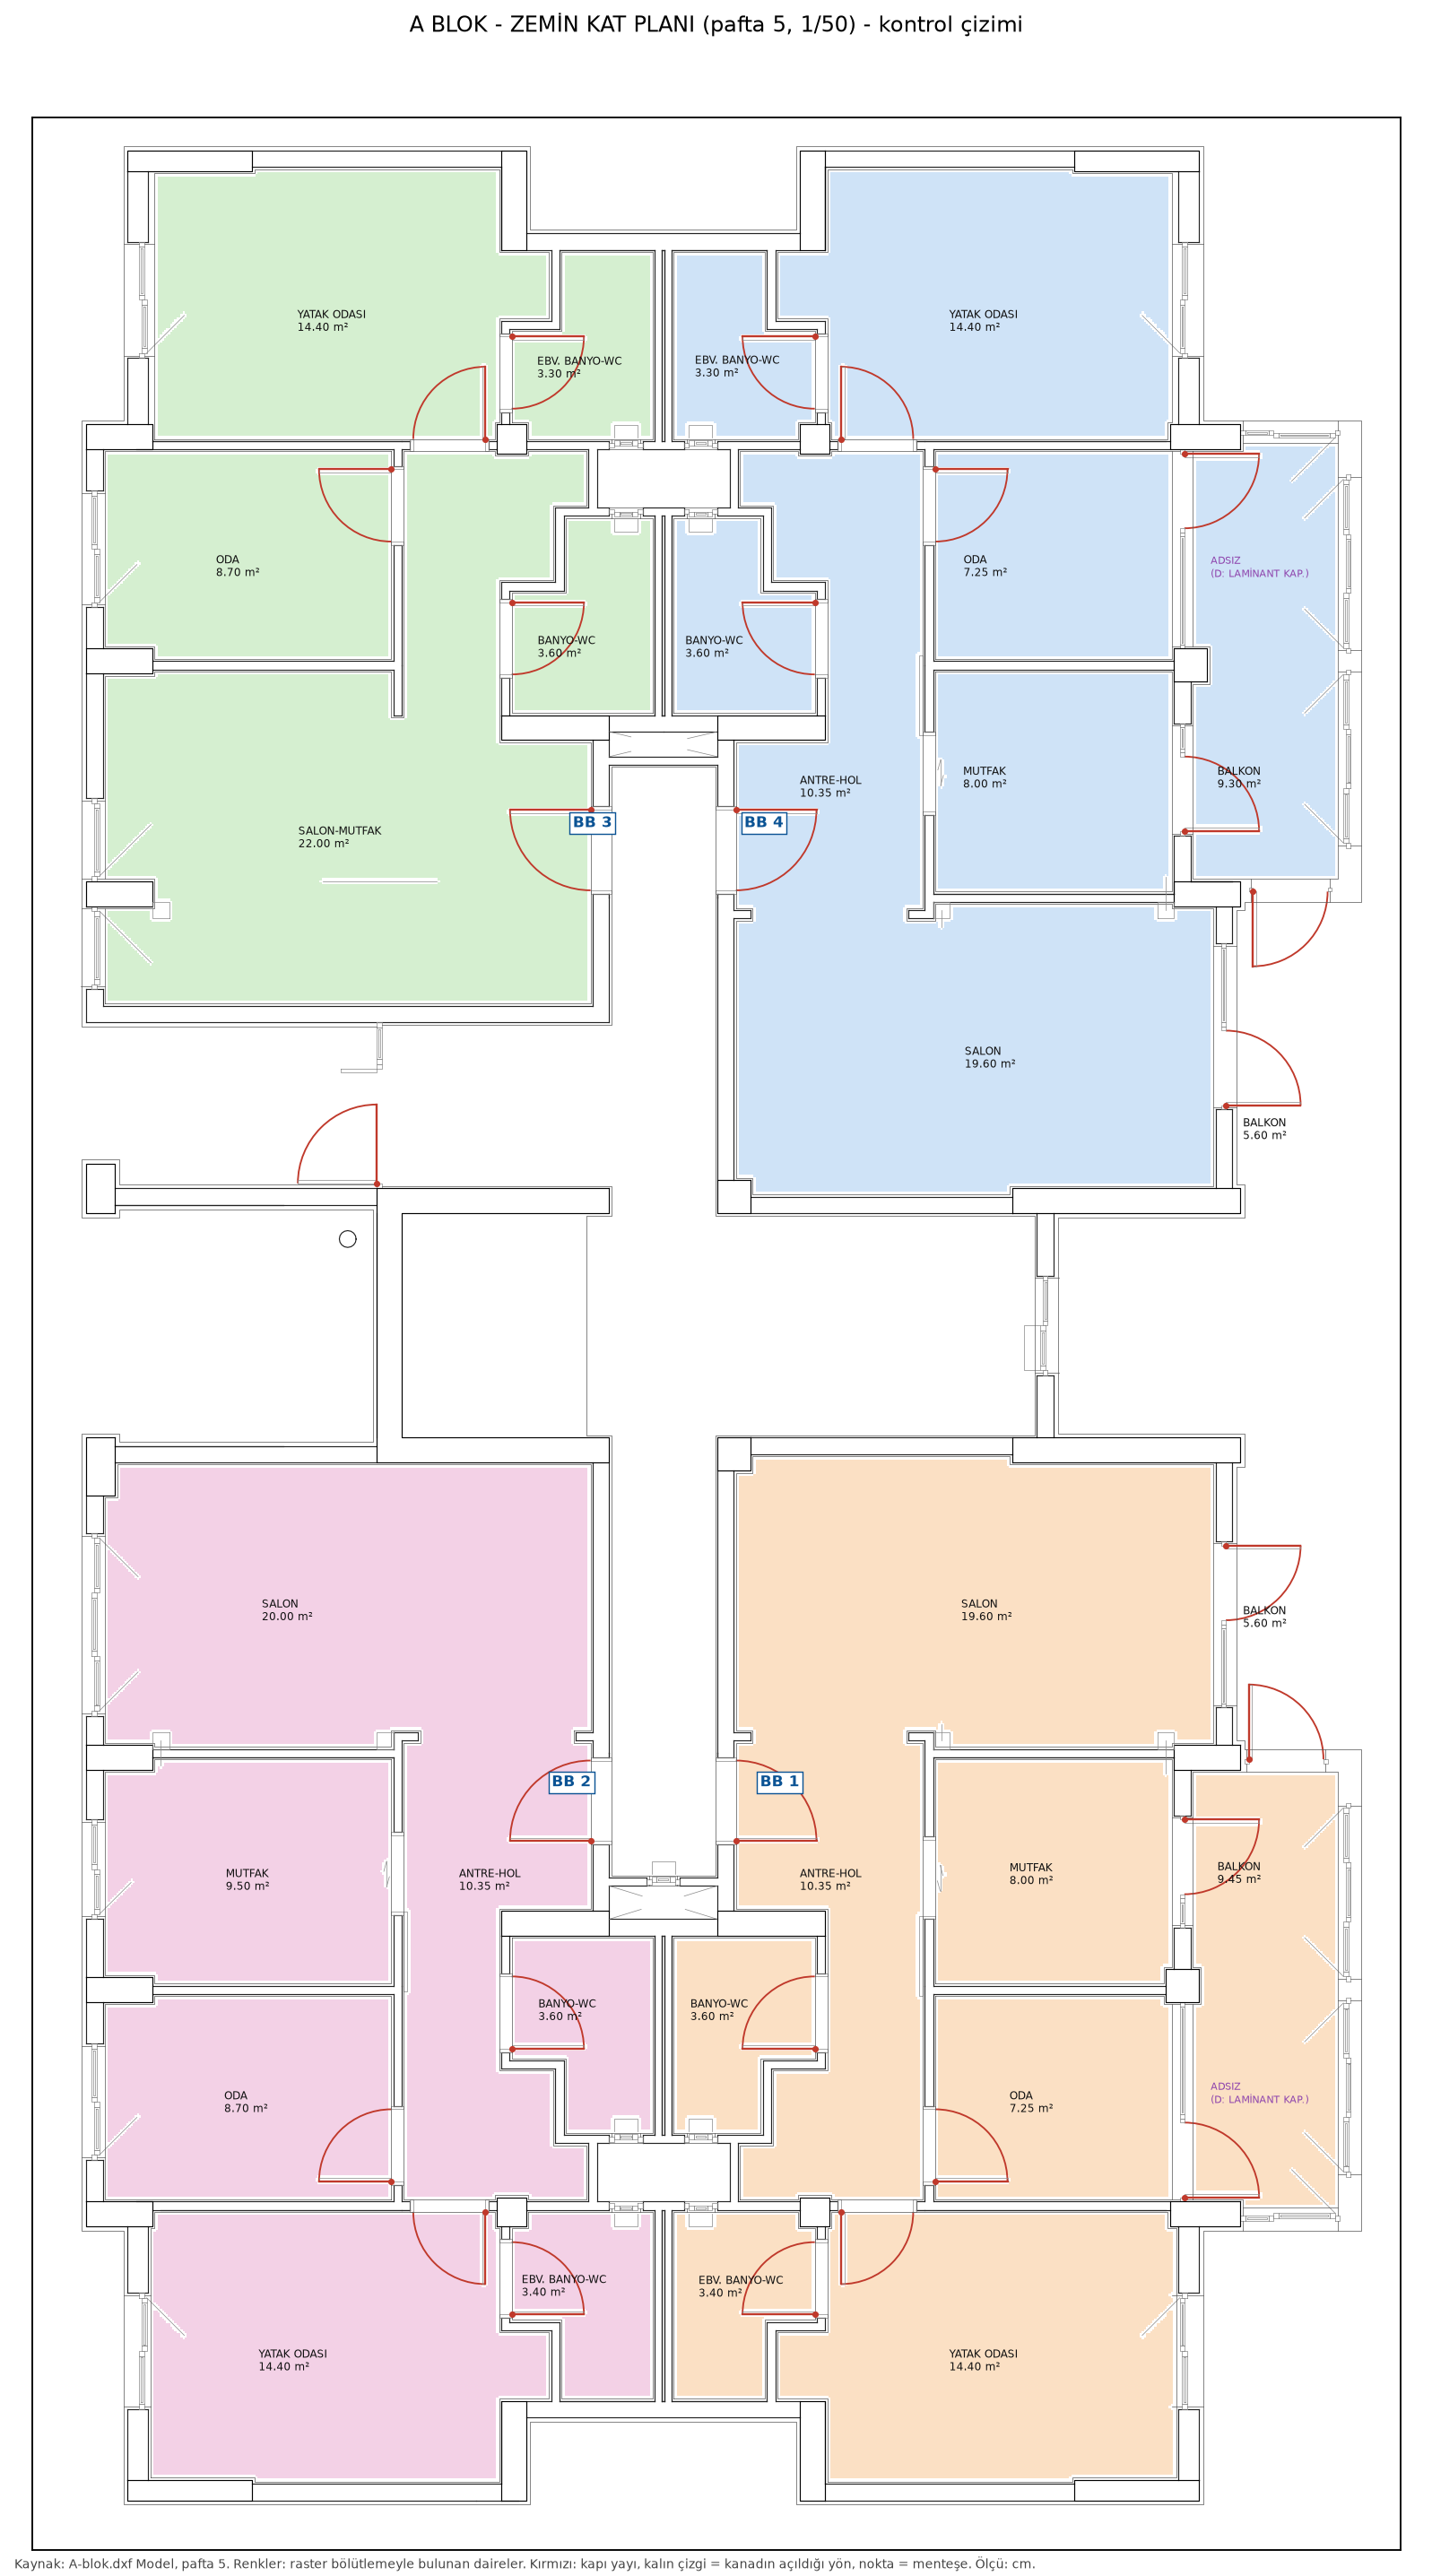 A BLOK - ZEMİN KAT PLANI (pafta 5, 1/50) - kontrol çizimi
YATAK ODASI
14.40 m²
YATAK ODASI
14.40 m²
EBV. BANYO-WC
3.30 m²
EBV. BANYO-WC
3.30 m²
ODA
8.70 m²
ODA
7.25 m²
ADSIZ
(D: LAMİNANT KAP.)
BANYO-WC
3.60 m²
BANYO-WC
3.60 m²
ANTRE-HOL
10.35 m²
MUTFAK
8.00 m²
BALKON
9.30 m²
SALON-MUTFAK
22.00 m²
BB 3
BB 4
SALON
19.60 m²
BALKON
5.60 m²
SALON
20.00 m²
SALON
19.60 m²
BALKON
5.60 m²
BB 2
BB 1
MUTFAK
9.50 m²
ANTRE-HOL
10.35 m²
ANTRE-HOL
10.35 m²
MUTFAK
8.00 m²
BALKON
9.45 m²
BANYO-WC
3.60 m²
BANYO-WC
3.60 m²
ODA
8.70 m²
ODA
7.25 m²
ADSIZ
(D: LAMİNANT KAP.)
EBV. BANYO-WC
3.40 m²
EBV. BANYO-WC
3.40 m²
YATAK ODASI
14.40 m²
YATAK ODASI
14.40 m²
Kaynak: A-blok.dxf Model, pafta 5. Renkler: raster bölütlemeyle bulunan daireler. Kırmızı: kapı yayı, kalın çizgi = kanadın açıldığı yön, nokta = menteşe. Ölçü: cm.